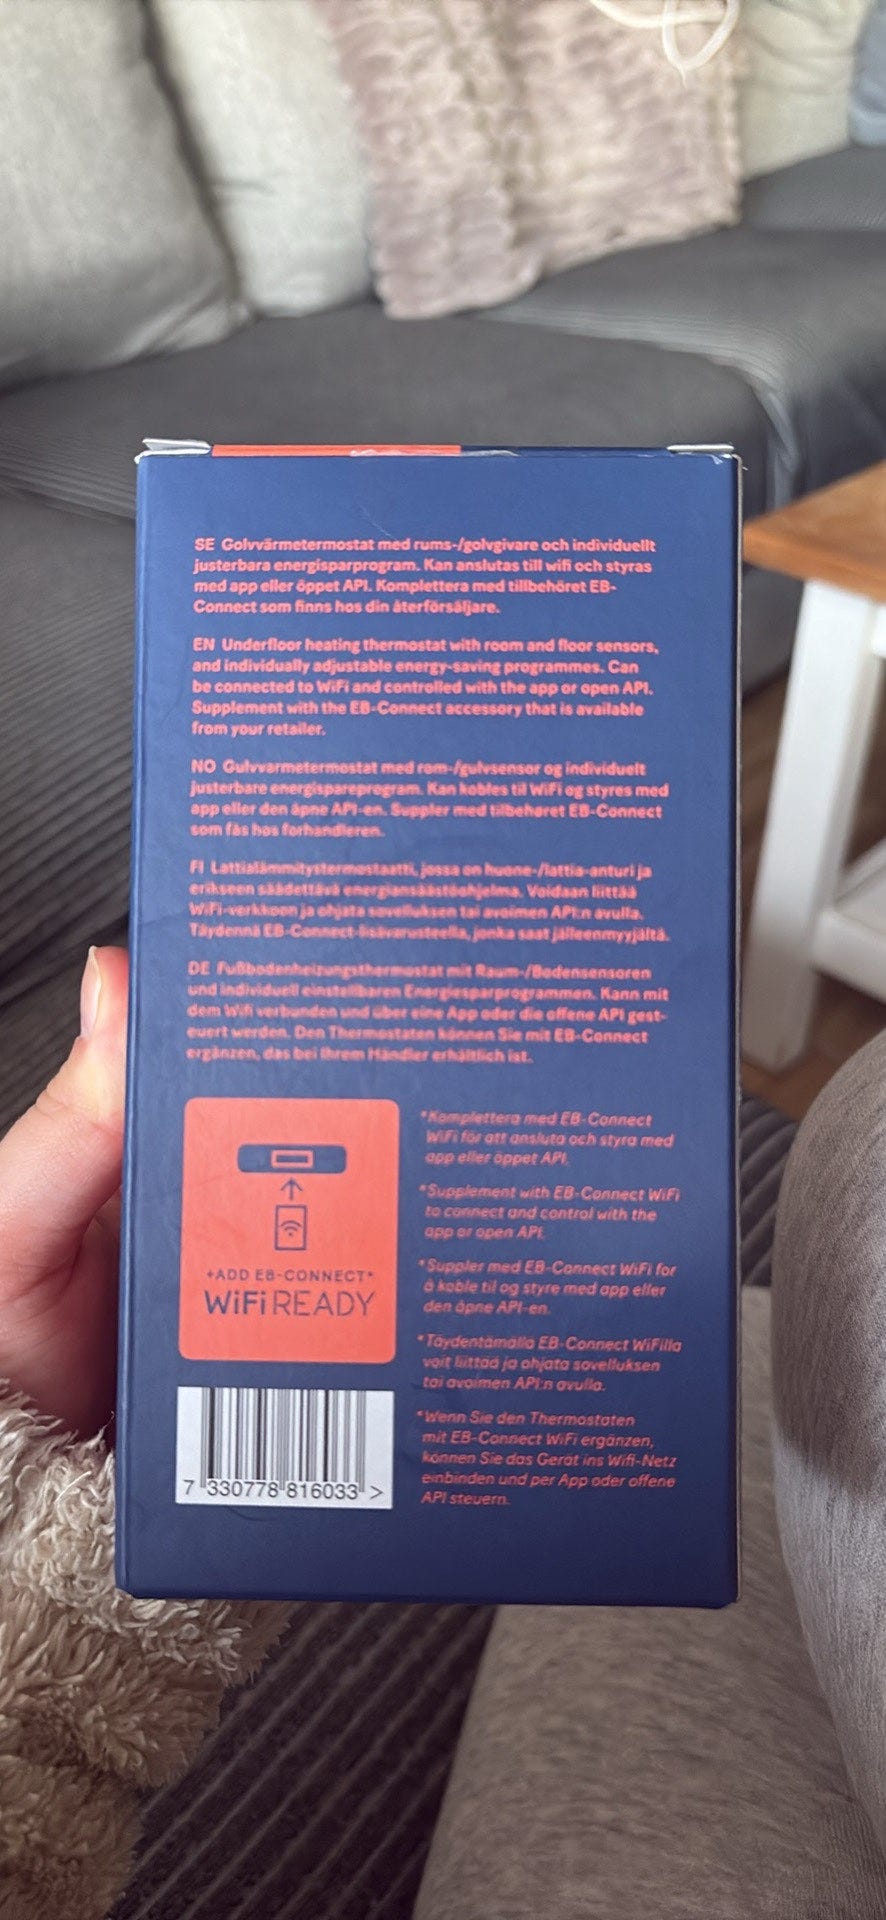 SE Golvvärmetermostat med rums-/golvgivare och individuellt
justerbara energisparprogram. Kan anslutas till wifi och styras
med app eller öppet API. Komplettera med tillbehöret EB-
Connect som finns hos din återförsäljare.
EN Underfloor heating thermostat with room and floor sensors,
and individually adjustable energy-saving programmes. Can
be connected to WiFi and controlled with the app or open API.
Supplement with the EB-Connect accessory that is available
from your retailer.
NO Gulvvarmetermostat med rom-/gulvsensor og individuelt
justerbare energispareprogram. Kan kobles til WiFi og styres med
app eller den åpne API-en. Suppler med tilbehøret EB-Connect
som fås hos forhandleren.
FI Lattialämmitystermostaatti, jossa on huone-/lattia-anturi ja
erikseen säädettävä energiansäästöohjelma. Voidaan liittää
WiFi-verkkoon ja ohjata sovelluksen tai avoimen API:n avulla.
Täydennä EB-Connect-lisävarusteella, jonka saat jälleenmyyjältä.
DE Fußbodenheizungsthermostat mit Raum-/Bodensensoren
und individuell einstellbaren Energiesparprogrammen. Kann mit
dem Wifi verbunden und über eine App oder die offene API gest-
euert werden. Den Thermostaten können Sie mit EB-Connect
ergänzen, das bei Ihrem Händler erhältlich ist.
+ADD EB-CONNECT*
WiFi READY
7 330778 816033 >
*Komplettera med EB-Connect
WiFi för att ansluta och styra med
app eller öppet API.
*Supplement with EB-Connect WiFi
to connect and control with the
app or open API.
*Suppler med EB-Connect WiFi for
å koble til og styre med app eller
den åpne API-en.
*Täydentämällä EB-Connect WiFilla
voit liittää ja ohjata sovelluksen
tai avoimen API:n avulla.
*Wenn Sie den Thermostaten
mit EB-Connect WiFi ergänzen,
können Sie das Gerät ins Wifi-Netz
einbinden und per App oder offene
API steuern.